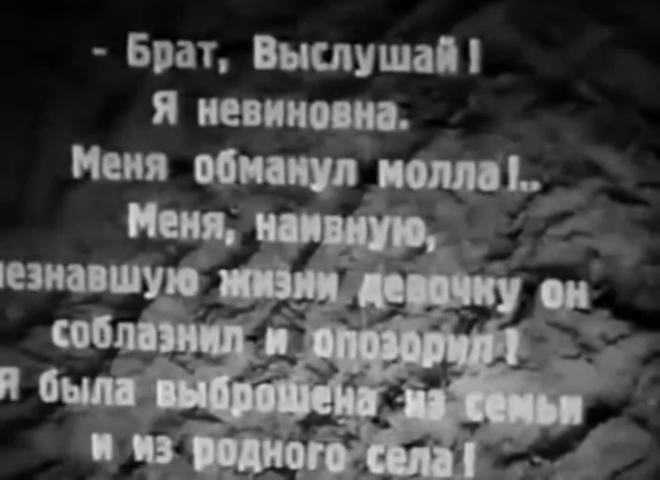 - Брат, Выслушай!
Я невиновна.
Меня обманул молла!..
Меня, наивную,
незнавшую жизни девочку он
соблазнил и опозорил!
Я была выброшена из семьи
и из родного села!